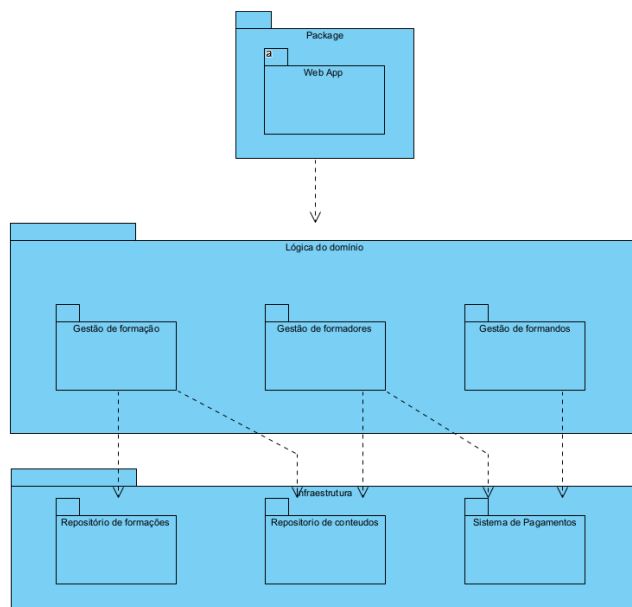 Package
a
Web App
Lógica do domínio
Gestão de formação
Gestão de formadores
Gestão de formandos
Infraestrutura
Repositório de formações
Repositorio de conteudos
Sistema de Pagamentos